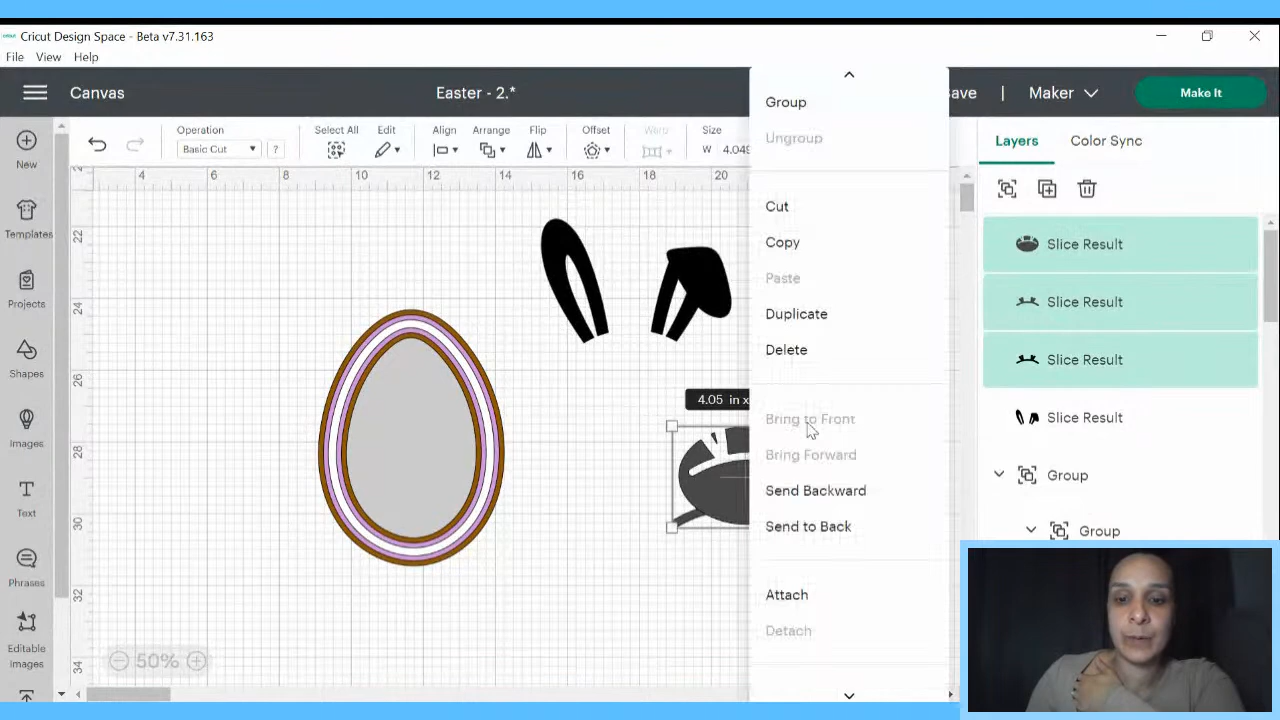 cricut Cricut Design Space - Beta v7.31.163
File View Help
Canvas Easter - 2.* ave | Maker Make It
Operation Select All Edit Align Arrange Flip Offset Warp Size
Basic Cut ? W 4.049
New
Templates
Projects
Shapes
Images
Text
Phrases
Editable
Images
4 6 8 10 12 14 16 18 20
22
24
26
28
30
32
34
4.05 in x
50%
Group
Ungroup
Cut
Copy
Paste
Duplicate
Delete
Bring to Front
Bring Forward
Send Backward
Send to Back
Attach
Detach
Layers Color Sync
Slice Result
Slice Result
Slice Result
Slice Result
Group
Group